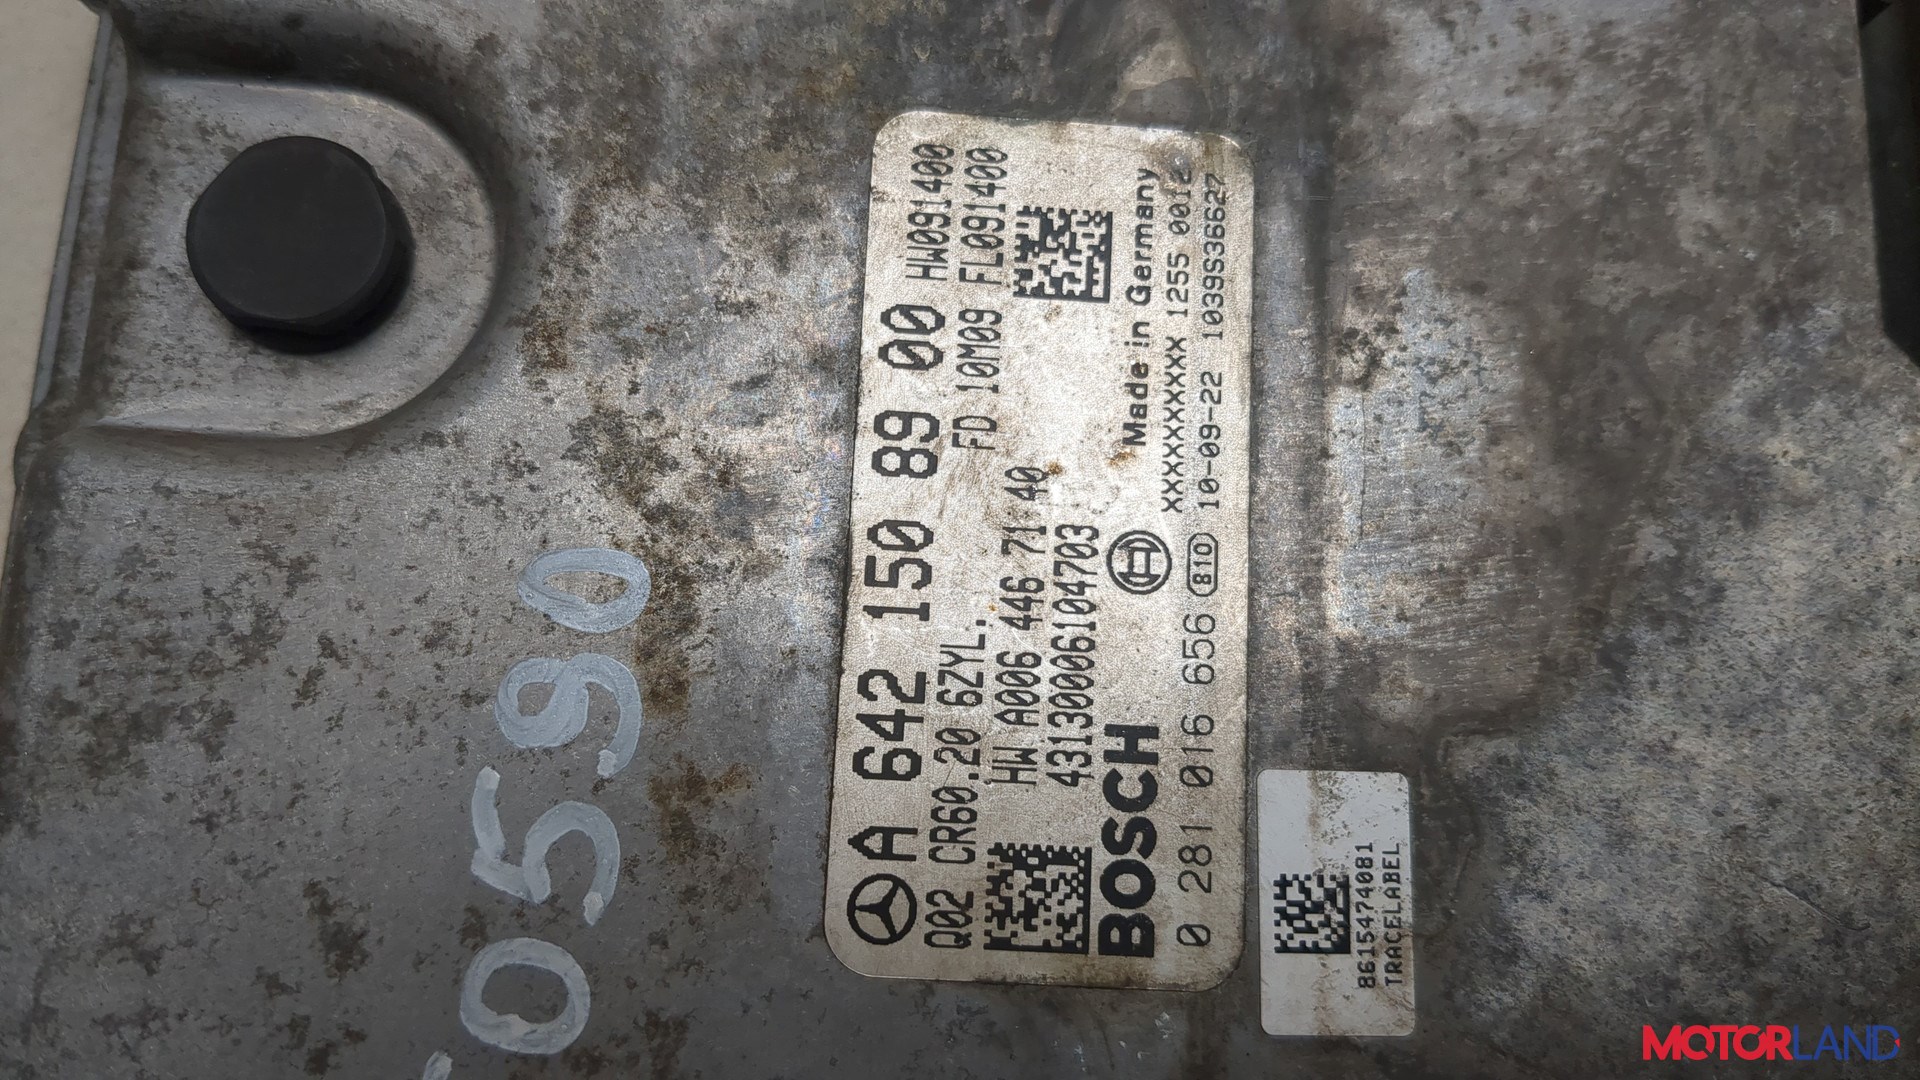 A 642 150 89 00 HW091400
Q02 CR60.20 6ZYL. FD 10M09 FL091400
HW A006 446 71 40
431300006104703
BOSCH Made in Germany
XXXXXXXXXX 1255 0012
0 281 016 656 810 10-09-22 1039S36627
8615474081
TRACELABEL
0590
MOTORLAND